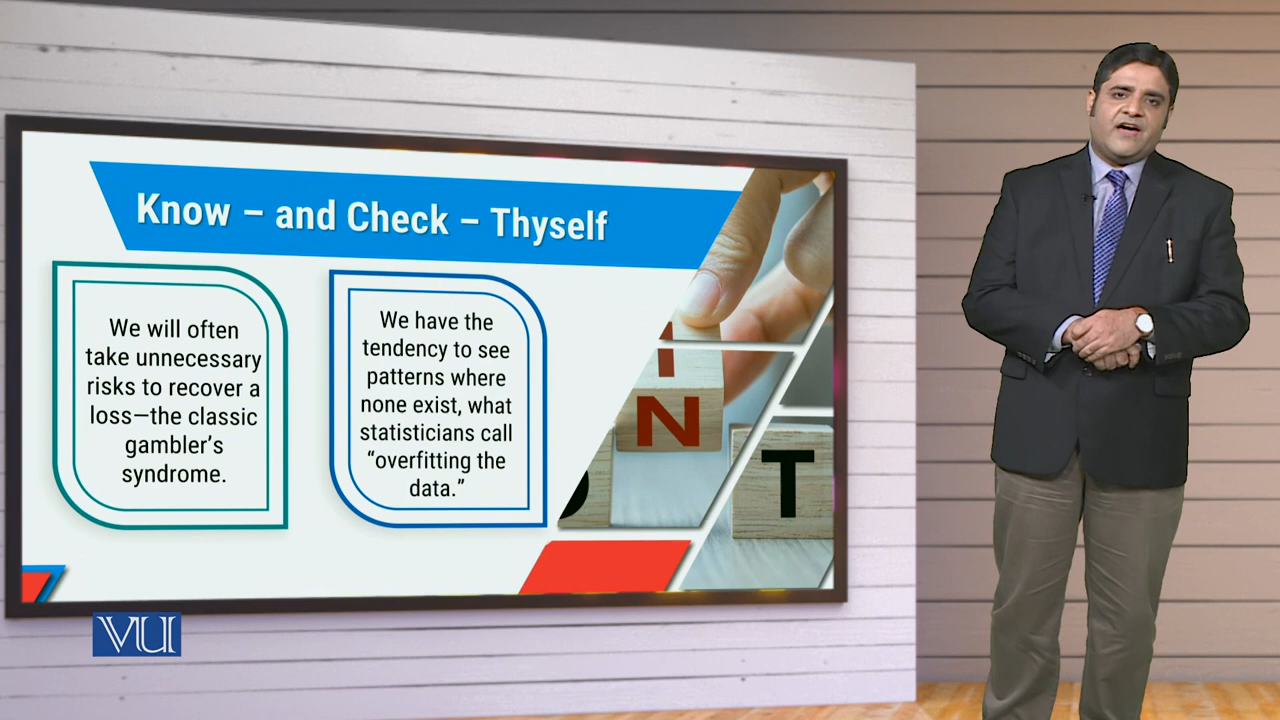 Know – and Check – Thyself
We will often
take unnecessary
risks to recover a
loss—the classic
gambler's
syndrome.
We have the
tendency to see
patterns where
none exist, what
statisticians call
“overfitting the
data.”
N
T
VU